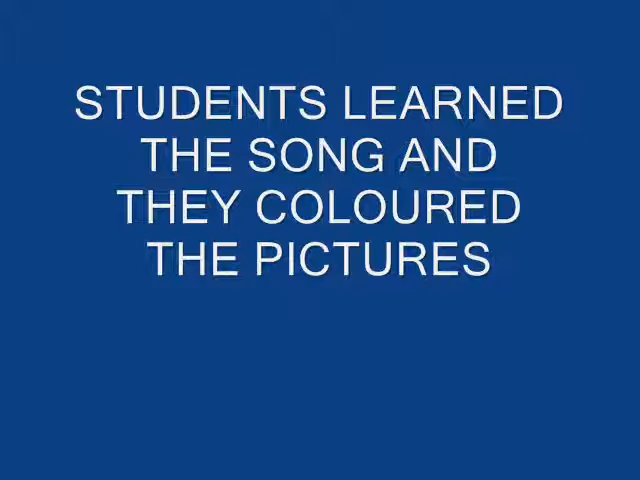 STUDENTS LEARNED
THE SONG AND
THEY COLOURED
THE PICTURES